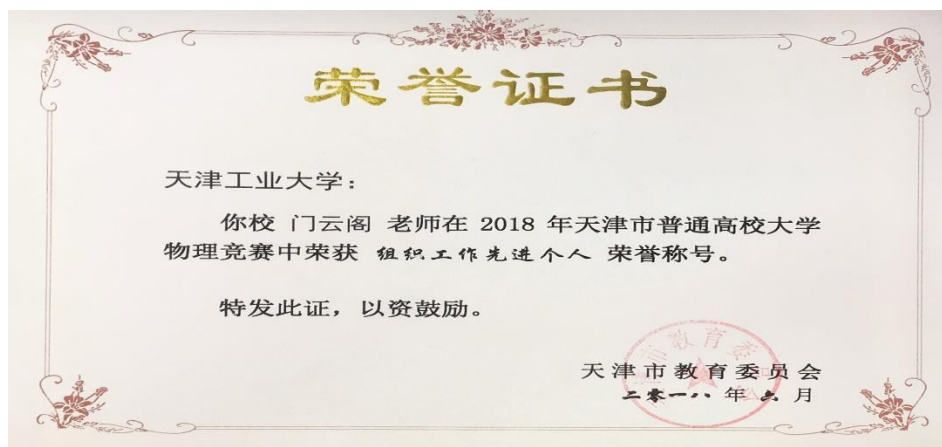 荣誉证书
天津工业大学：
你校 门云阁 老师在 2018 年天津市普通高校大学
物理竞赛中荣获 组织工作先进个人 荣誉称号。
特发此证，以资鼓励。
天津市教育委员会
二零一八年六月